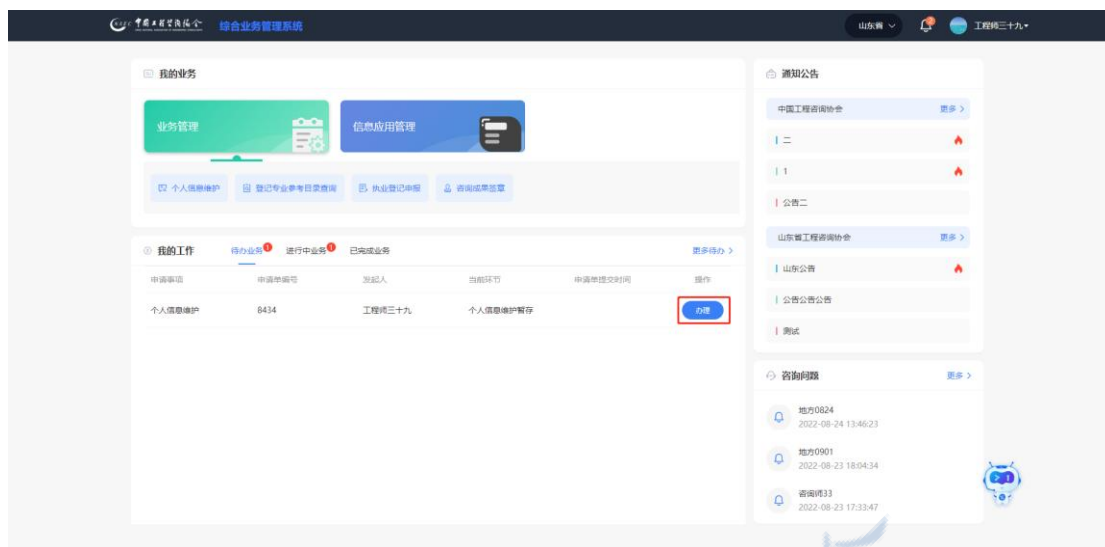 中国工程咨询协会 综合业务管理系统
山东省
工程师三十九
我的业务
业务管理
信息应用管理
个人信息维护
登记专业参考目录查询
执业登记申报
咨询成果签章
我的工作
待办业务 1
进行中业务 1
已完成业务
更多待办 >
申请事项 申请单编号 发起人 当前环节 申请单提交时间 操作
个人信息维护 8434 工程师三十九 个人信息维护暂存 办理
通知公告
中国工程咨询协会 更多 >
二
1
公告二
山东省工程咨询协会 更多 >
山东公告
公告公告公告
测试
咨询问题 更多 >
地方0824
2022-08-24 13:46:23
地方0901
2022-08-23 18:04:34
咨询师33
2022-08-23 17:33:47